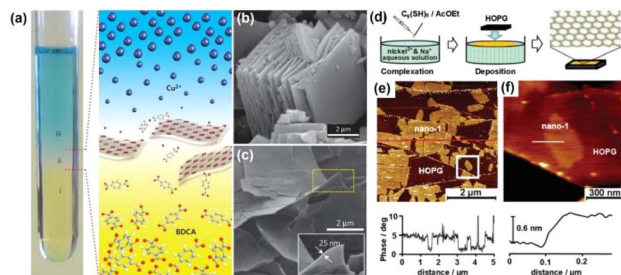 (a)
iii
ii
i
Cu²⁺
BDCA
(b)
2 μm
(c)
2 μm
25 nm
(d)
C₆(SH)₆ / AcOEt
HOPG
nickel²⁺ & Na⁺
aqueous solution
Complexation
Deposition
(e)
nano-1
HOPG
2 μm
Phase / deg
10
5
0
0 1 2 3 4 5
distance / μm
(f)
nano-1
HOPG
300 nm
0.6 nm
0 0.1 0.2
distance / μm